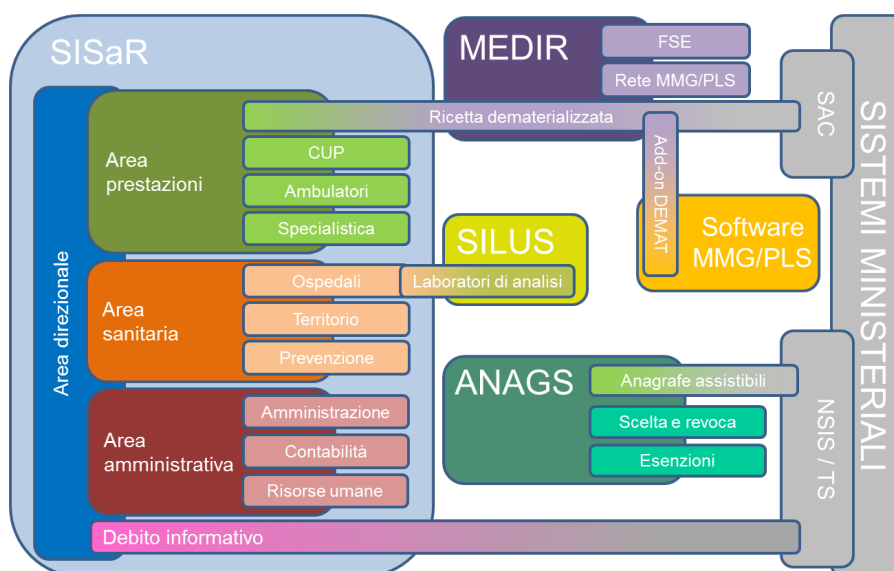 SISaR
Area direzionale
Area
prestazioni
Ricetta dematerializzata
CUP
Ambulatori
Specialistica
Area
sanitaria
Ospedali
Laboratori di analisi
Territorio
Prevenzione
Area
amministrativa
Amministrazione
Contabilità
Risorse umane
Debito informativo
MEDIR
FSE
Rete MMG/PLS
Add-on DEMAT
SILUS
Software
MMG/PLS
ANAGS
Anagrafe assistibili
Scelta e revoca
Esenzioni
SAC
NSIS / TS
SISTEMI MINISTERIALI